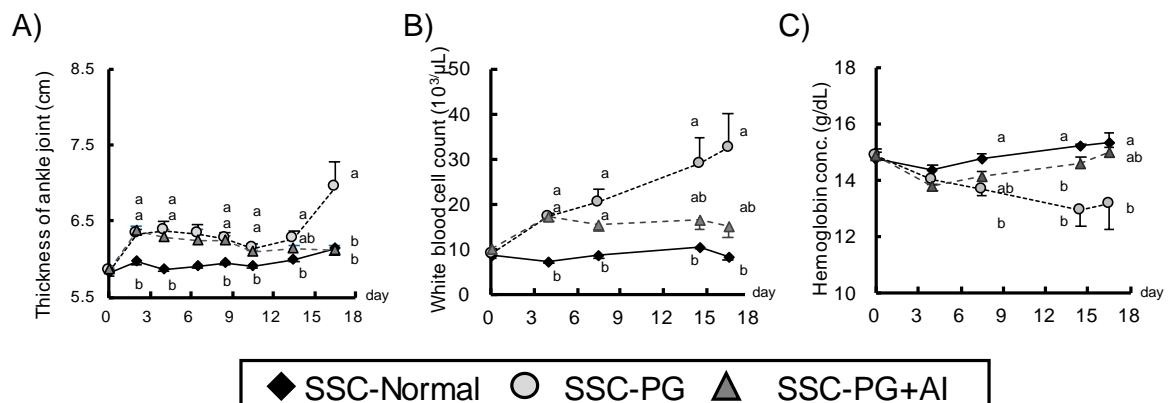 A)
B)
C)
Thickness of ankle joint (cm)
8.5
7.5
6.5
5.5
a
a
a
a
a
a
a
a
a
ab
a
b
b
b
b
b
b
b
day
0 3 6 9 12 15 18
White blood cell count (10³/µL)
50
40
30
20
10
0
a
a
a
a
a
a
ab
ab
b
b
b
b
day
0 3 6 9 12 15 18
Hemoglobin conc. (g/dL)
18
16
14
12
10
a
a
a
ab
ab
b
b
b
b
day
0 3 6 9 12 15 18
SSC-Normal SSC-PG SSC-PG+AI